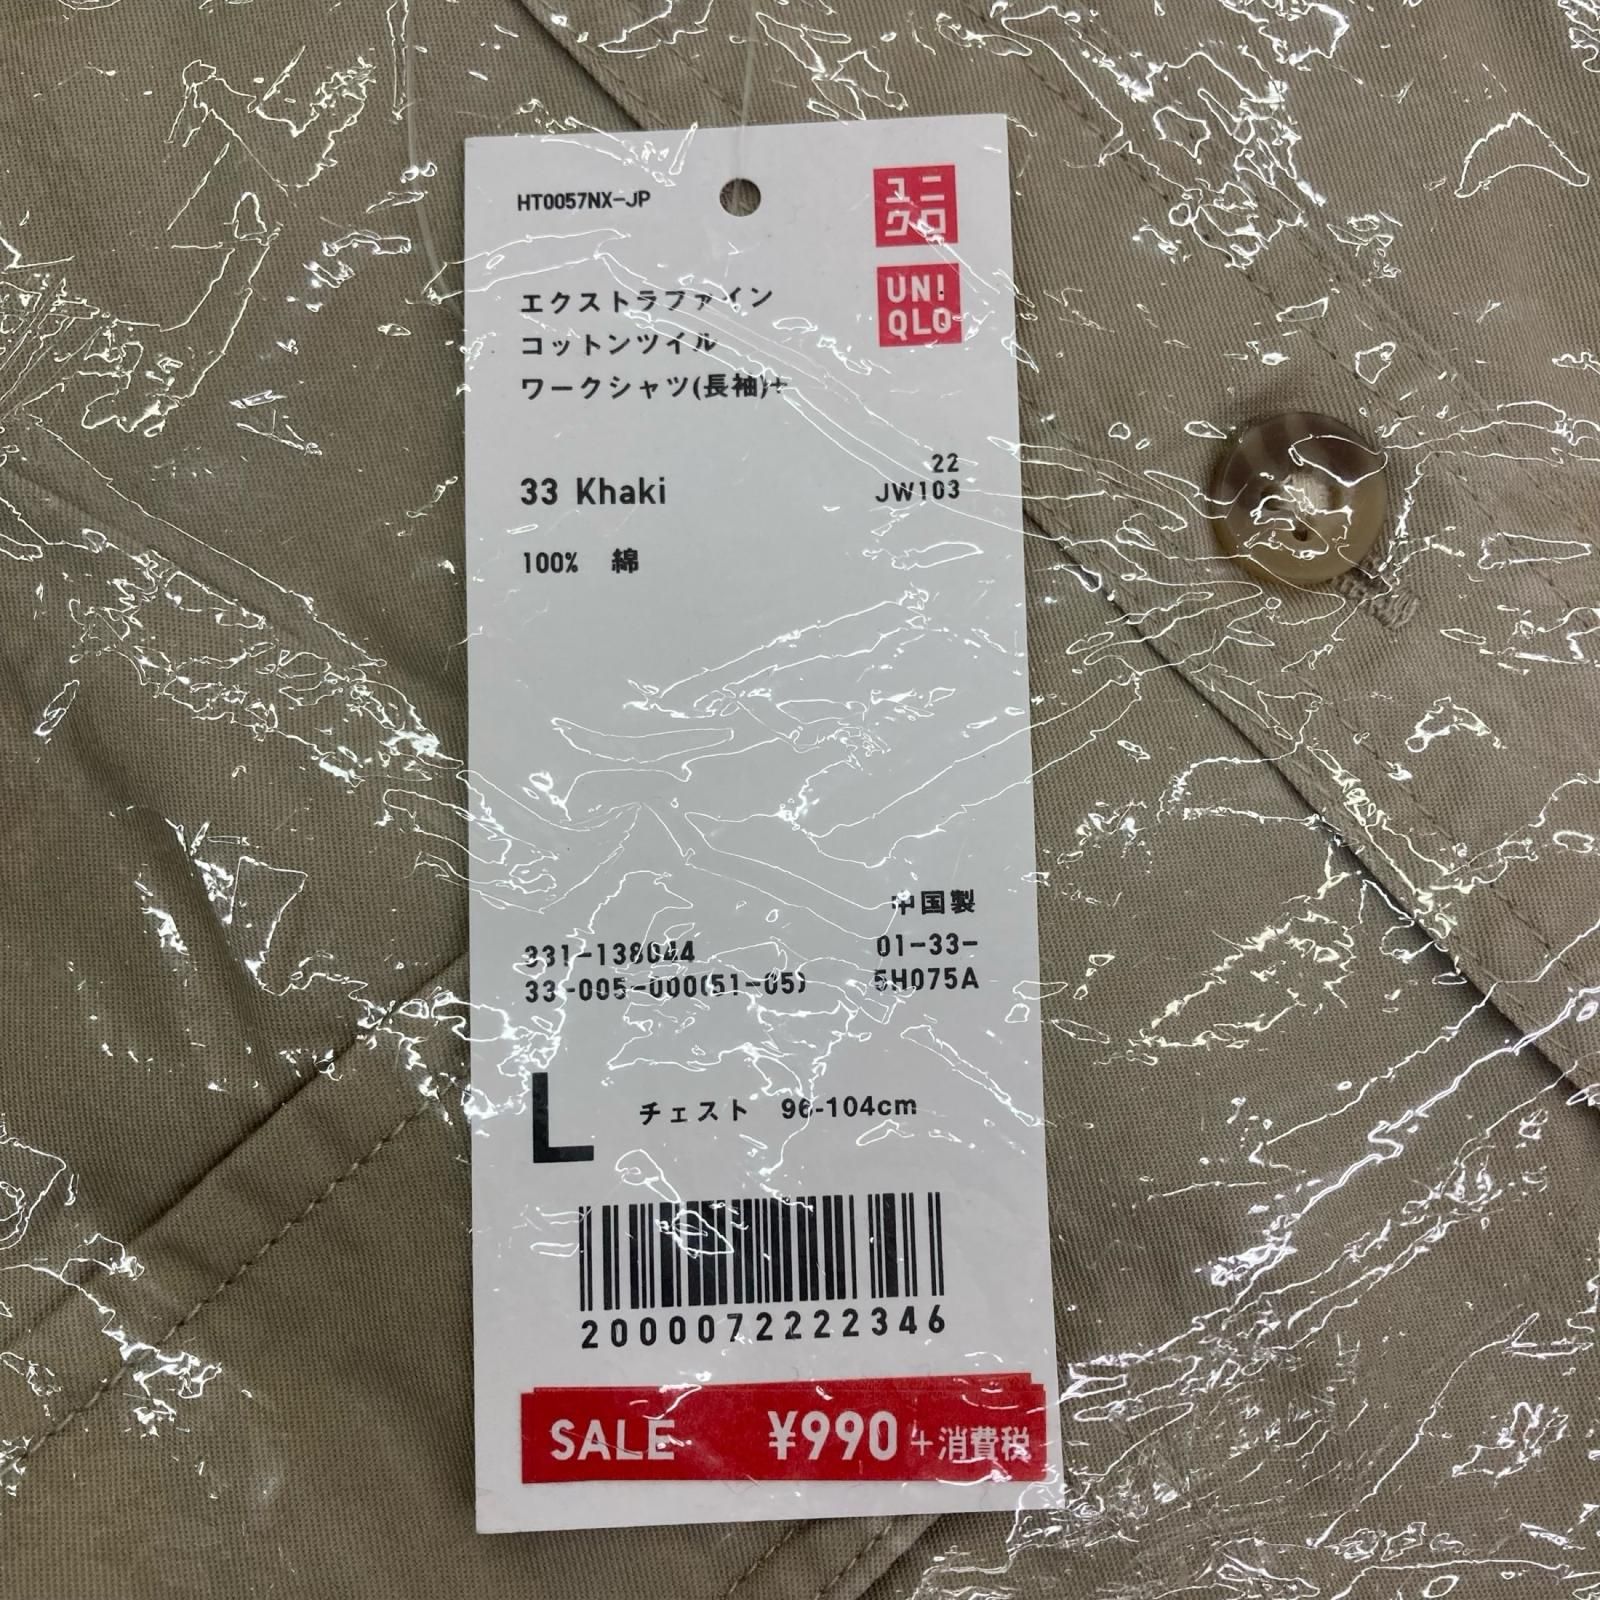 HT0057NX-JP
ユニ
クロ
UNI
QLO
エクストラファイン
コットンツイル
ワークシャツ(長袖)+
33 Khaki
22
JW103
100% 綿
中国製
331-138044
01-33-
33-005-000(51-05)
5H075A
L
チェスト 96-104cm
2000072222346
SALE ¥990+消費税